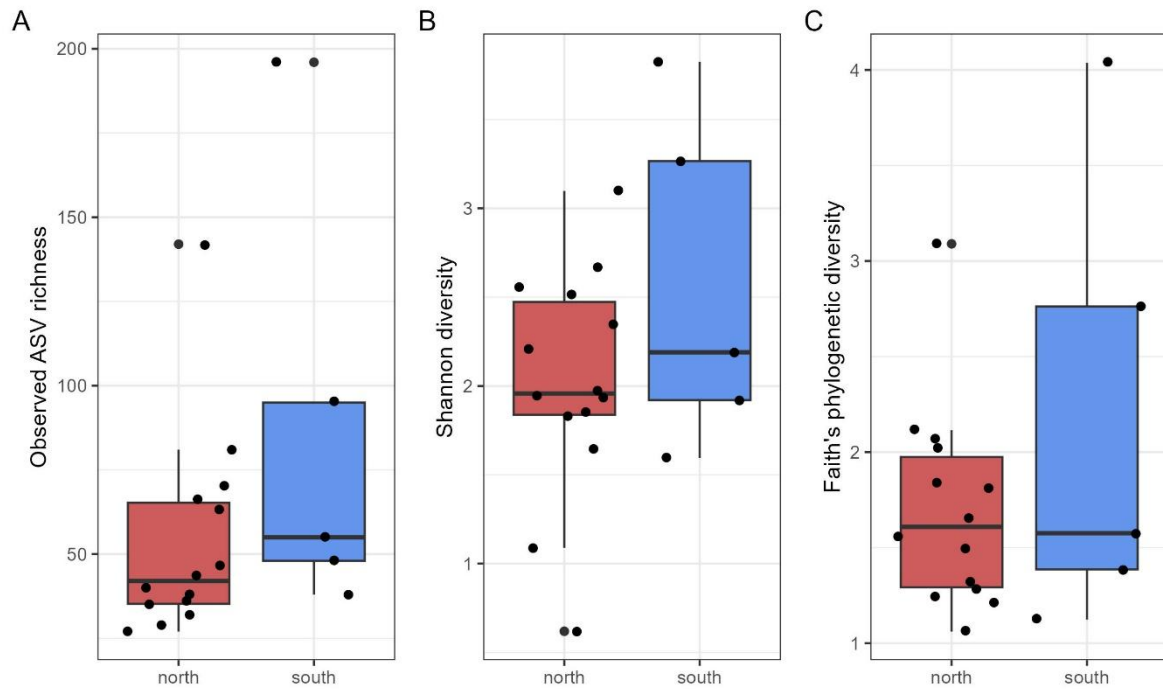 A
Observed ASV richness
200
150
100
50
north
south
B
Shannon diversity
3
2
1
north
south
C
Faith's phylogenetic diversity
4
3
2
1
north
south